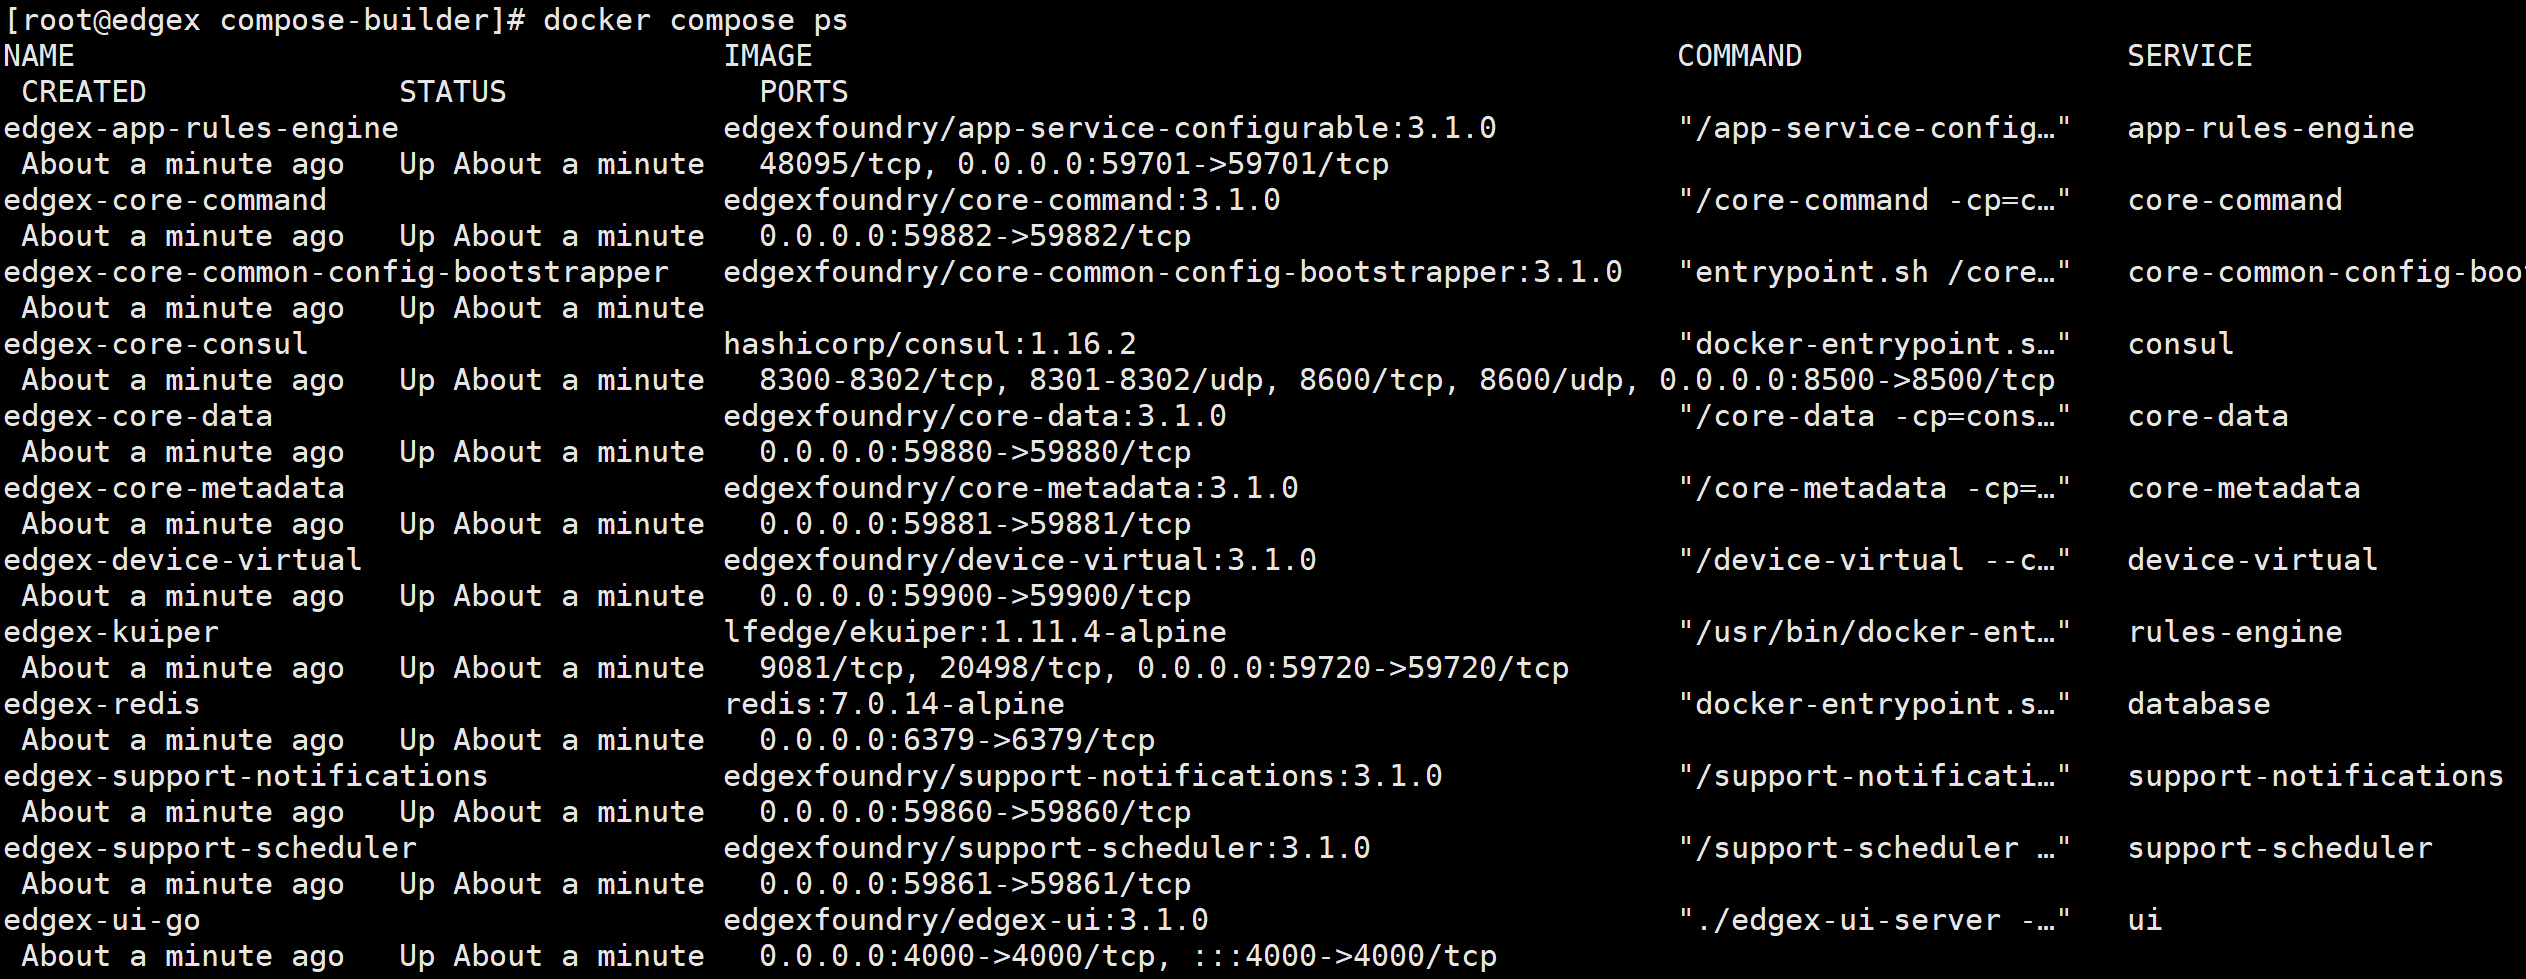 [root@edgex compose-builder]# docker compose ps
NAME                                    IMAGE                                                COMMAND                  SERVICE
 CREATED              STATUS              PORTS
edgex-app-rules-engine                  edgexfoundry/app-service-configurable:3.1.0          "/app-service-config…"   app-rules-engine
 About a minute ago   Up About a minute   48095/tcp, 0.0.0.0:59701->59701/tcp
edgex-core-command                      edgexfoundry/core-command:3.1.0                      "/core-command -cp=c…"   core-command
 About a minute ago   Up About a minute   0.0.0.0:59882->59882/tcp
edgex-core-common-config-bootstrapper   edgexfoundry/core-common-config-bootstrapper:3.1.0   "entrypoint.sh /core…"   core-common-config-boot
 About a minute ago   Up About a minute
edgex-core-consul                       hashicorp/consul:1.16.2                              "docker-entrypoint.s…"   consul
 About a minute ago   Up About a minute   8300-8302/tcp, 8301-8302/udp, 8600/tcp, 8600/udp, 0.0.0.0:8500->8500/tcp
edgex-core-data                         edgexfoundry/core-data:3.1.0                         "/core-data -cp=cons…"   core-data
 About a minute ago   Up About a minute   0.0.0.0:59880->59880/tcp
edgex-core-metadata                     edgexfoundry/core-metadata:3.1.0                     "/core-metadata -cp=…"   core-metadata
 About a minute ago   Up About a minute   0.0.0.0:59881->59881/tcp
edgex-device-virtual                    edgexfoundry/device-virtual:3.1.0                    "/device-virtual --c…"   device-virtual
 About a minute ago   Up About a minute   0.0.0.0:59900->59900/tcp
edgex-kuiper                            lfedge/ekuiper:1.11.4-alpine                         "/usr/bin/docker-ent…"   rules-engine
 About a minute ago   Up About a minute   9081/tcp, 20498/tcp, 0.0.0.0:59720->59720/tcp
edgex-redis                             redis:7.0.14-alpine                                  "docker-entrypoint.s…"   database
 About a minute ago   Up About a minute   0.0.0.0:6379->6379/tcp
edgex-support-notifications             edgexfoundry/support-notifications:3.1.0             "/support-notificati…"   support-notifications
 About a minute ago   Up About a minute   0.0.0.0:59860->59860/tcp
edgex-support-scheduler                 edgexfoundry/support-scheduler:3.1.0                 "/support-scheduler …"   support-scheduler
 About a minute ago   Up About a minute   0.0.0.0:59861->59861/tcp
edgex-ui-go                             edgexfoundry/edgex-ui:3.1.0                          "./edgex-ui-server -…"   ui
 About a minute ago   Up About a minute   0.0.0.0:4000->4000/tcp, :::4000->4000/tcp